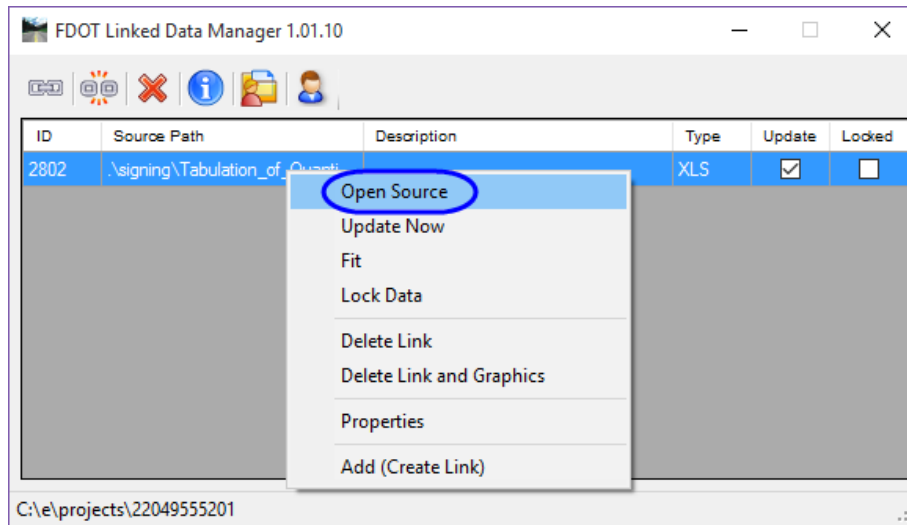 FDOT Linked Data Manager 1.01.10
ID Source Path Description Type Update Locked
2802 .\signing\Tabulation_of_Quanti... XLS
Open Source
Update Now
Fit
Lock Data
Delete Link
Delete Link and Graphics
Properties
Add (Create Link)
C:\e\projects\22049555201